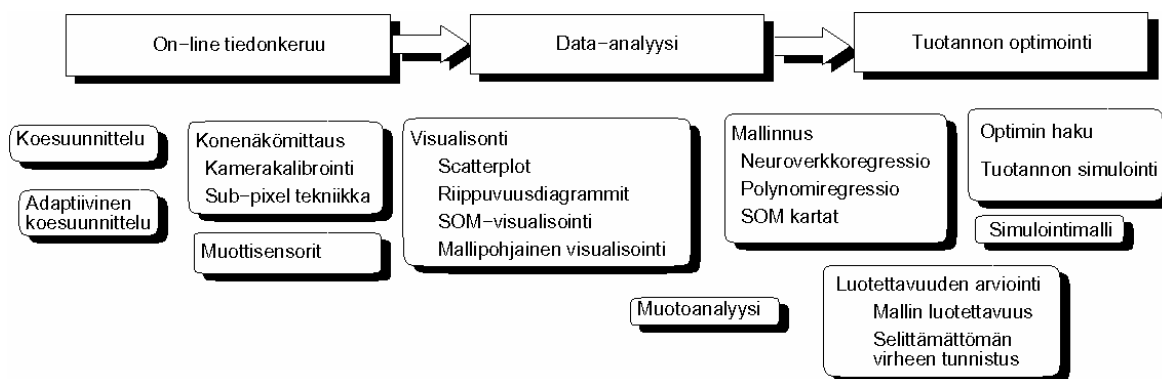 On-line tiedonkeruu
Data-analyysi
Tuotannon optimointi
Koesuunnittelu
Adaptiivinen
koesuunnittelu
Konenäkömittaus
Kamerakalibrointi
Sub-pixel tekniikka
Muottisensorit
Visualisonti
Scatterplot
Riippuvuusdiagrammit
SOM-visualisointi
Mallipohjainen visualisointi
Muotoanalyysi
Mallinnus
Neuroverkkoregressio
Polynomiregressio
SOM kartat
Luotettavuuden arviointi
Mallin luotettavuus
Selittämättömän
virheen tunnistus
Optimin haku
Tuotannon simulointi
Simulointimalli